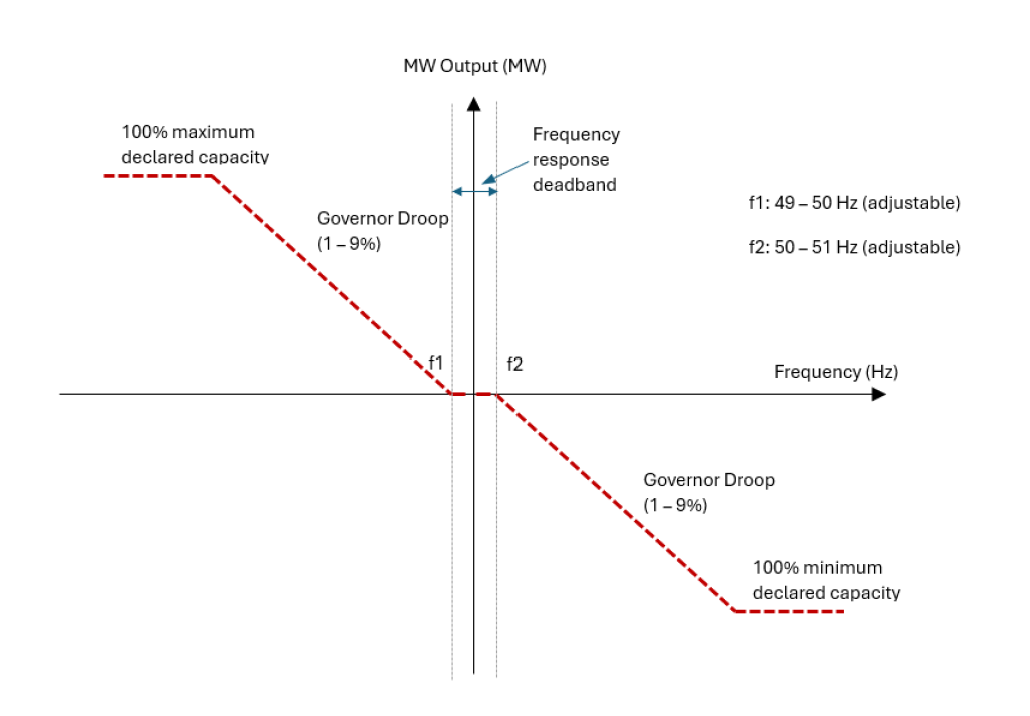 MW Output (MW)
100% maximum
declared capacity
Frequency
response
deadband
f1: 49 – 50 Hz (adjustable)
Governor Droop
(1 – 9%)
f2: 50 – 51 Hz (adjustable)
f1
f2
Frequency (Hz)
Governor Droop
(1 – 9%)
100% minimum
declared capacity